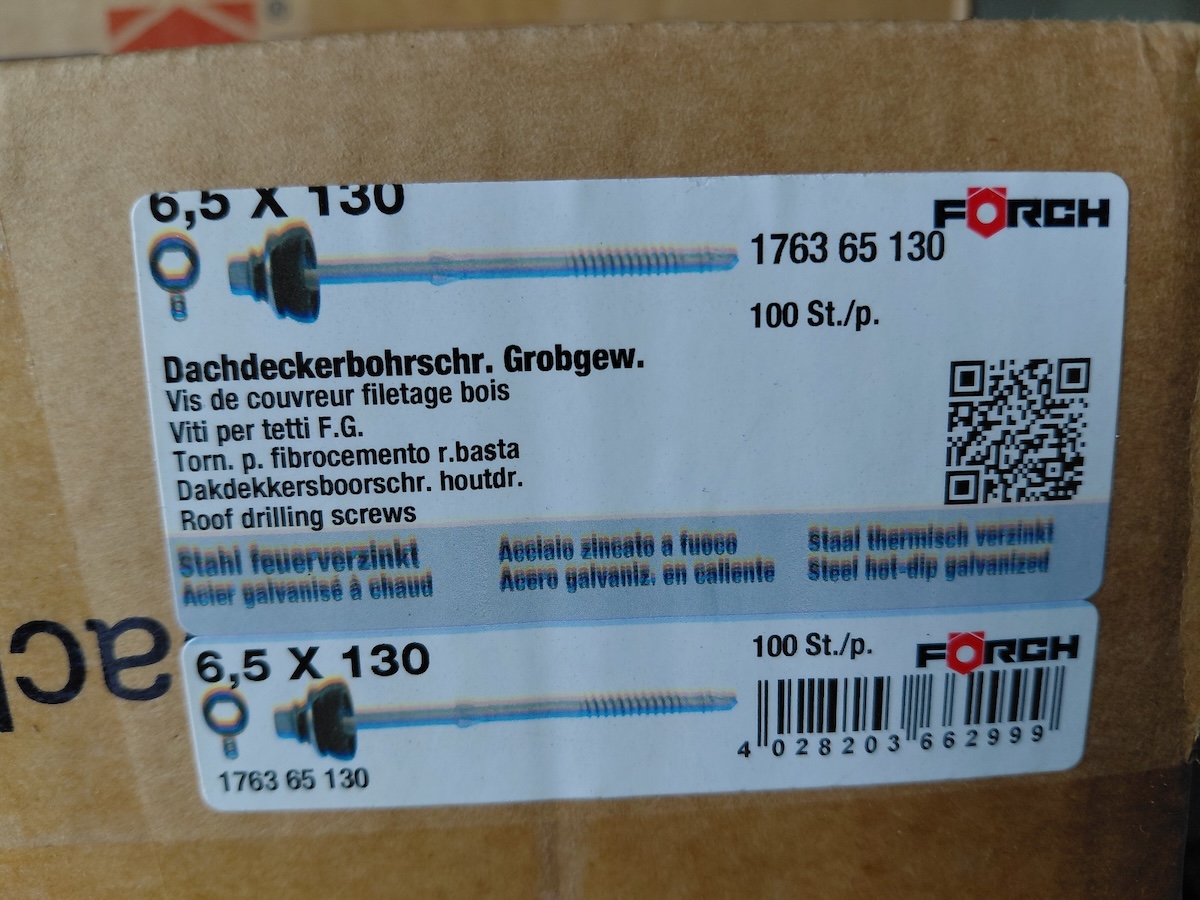 6,5 X 130
FÖRCH
1763 65 130
100 St./p.
Dachdeckerbohrschr. Grobgew.
Vis de couvreur filetage bois
Viti per tetti F.G.
Torn. p. fibrocemento r.basta
Dakdekkersboorschr. houtdr.
Roof drilling screws
Stahl feuerverzinkt
Acier galvanisé à chaud
Acciaio zincato a fuoco
Acero galvaniz. en caliente
Staal thermisch verzinkt
Steel hot-dip galvanized
6,5 X 130
100 St./p.
FÖRCH
1763 65 130
4 028203 662999